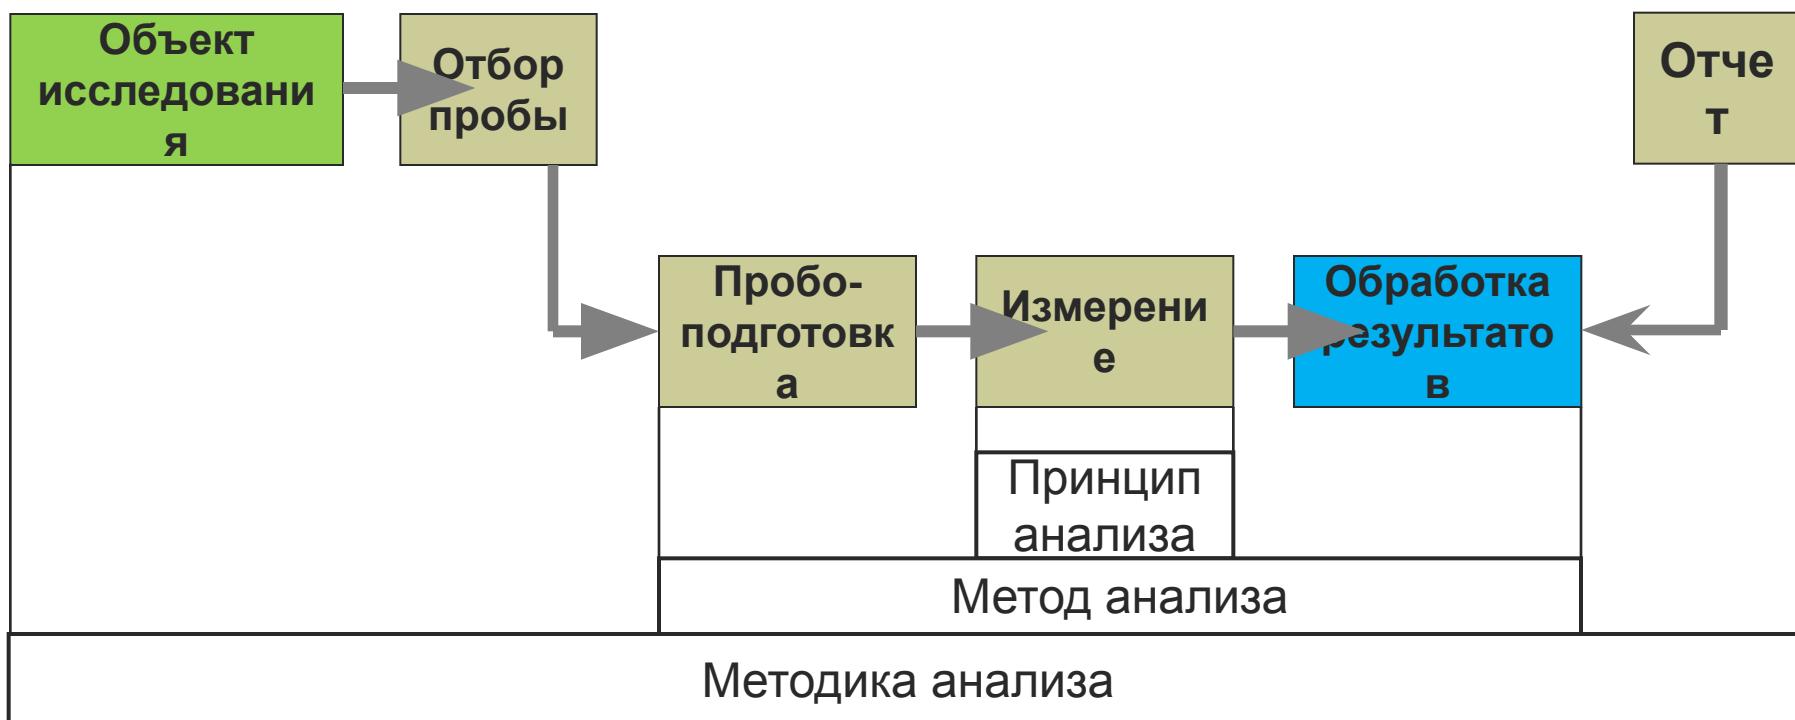 Объект
исследовани
я
Отбор
пробы
Отче
т
Пробо-
подготовк
а
Измерени
е
Обработка
результато
в
Принцип
анализа
Метод анализа
Методика анализа